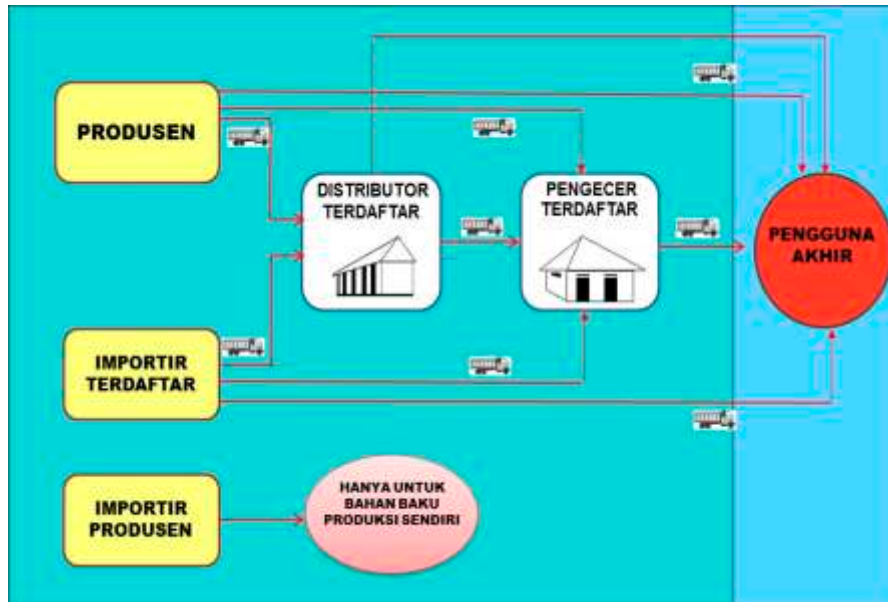 PRODUSEN
DISTRIBUTOR
TERDAFTAR
PENGECER
TERDAFTAR
PENGGUNA
AKHIR
IMPORTIR
TERDAFTAR
IMPORTIR
PRODUSEN
HANYA UNTUK
BAHAN BAKU
PRODUKSI SENDIRI